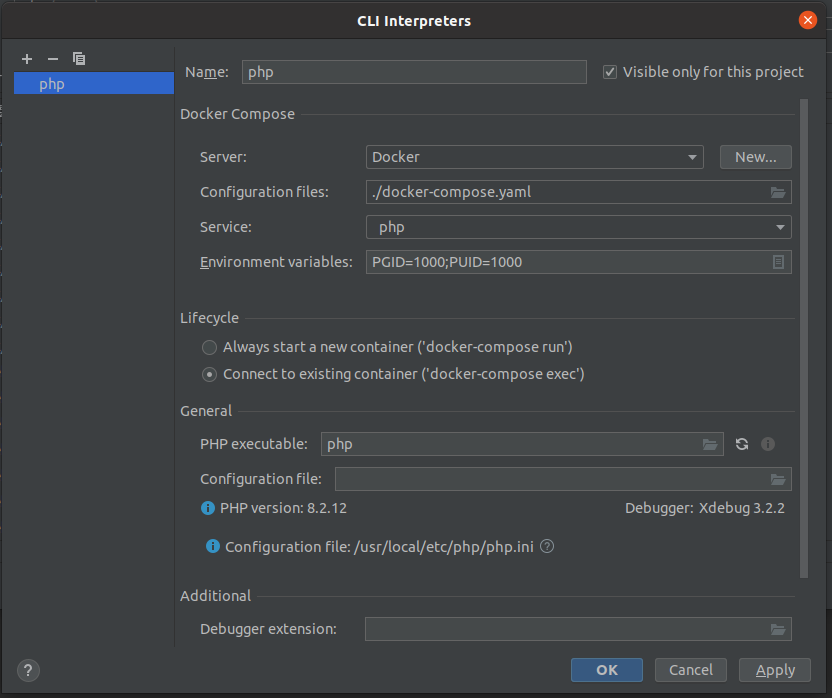 CLI Interpreters
php
Name: php Visible only for this project
Docker Compose
Server: Docker New...
Configuration files: ./docker-compose.yaml
Service: php
Environment variables: PGID=1000;PUID=1000
Lifecycle
Always start a new container ('docker-compose run')
Connect to existing container ('docker-compose exec')
General
PHP executable: php
Configuration file:
PHP version: 8.2.12 Debugger: Xdebug 3.2.2
Configuration file: /usr/local/etc/php/php.ini
Additional
Debugger extension:
OK Cancel Apply